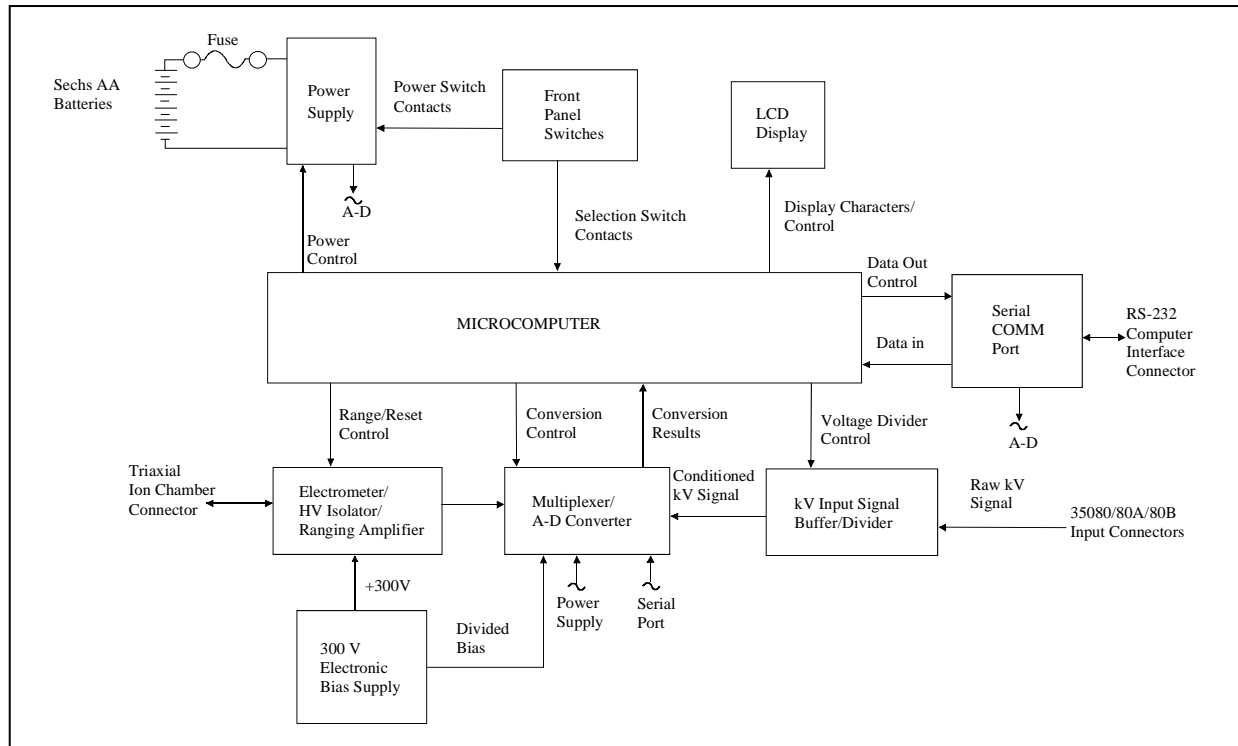 Fuse
Sechs AA
Batteries
Power
Supply
Power Switch
Contacts
Front
Panel
Switches
LCD
Display
A-D
Power
Control
Selection Switch
Contacts
Display Characters/
Control
Data Out
Control
MICROCOMPUTER
Data in
Serial
COMM
Port
RS-232
Computer
Interface
Connector
A-D
Range/Reset
Control
Conversion
Control
Conversion
Results
Voltage Divider
Control
Triaxial
Ion Chamber
Connector
Electrometer/
HV Isolator/
Ranging Amplifier
Multiplexer/
A-D Converter
Conditioned
kV Signal
kV Input Signal
Buffer/Divider
Raw kV
Signal
35080/80A/80B
Input Connectors
+300V
Divided
Bias
Power
Supply
Serial
Port
300 V
Electronic
Bias Supply